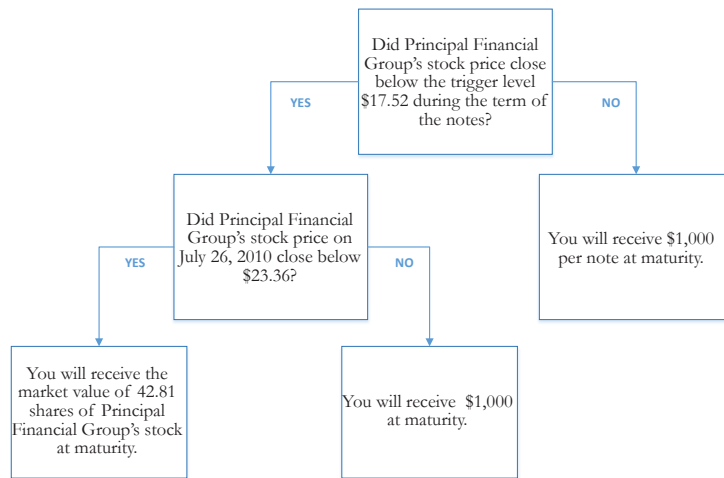 Did Principal Financial
Group's stock price close
below the trigger level
$17.52 during the term of
the notes?
YES
NO
Did Principal Financial
Group's stock price on
July 26, 2010 close below
$23.36?
You will receive $1,000
per note at maturity.
YES
NO
You will receive the
market value of 42.81
shares of Principal
Financial Group's stock
at maturity.
You will receive $1,000
at maturity.